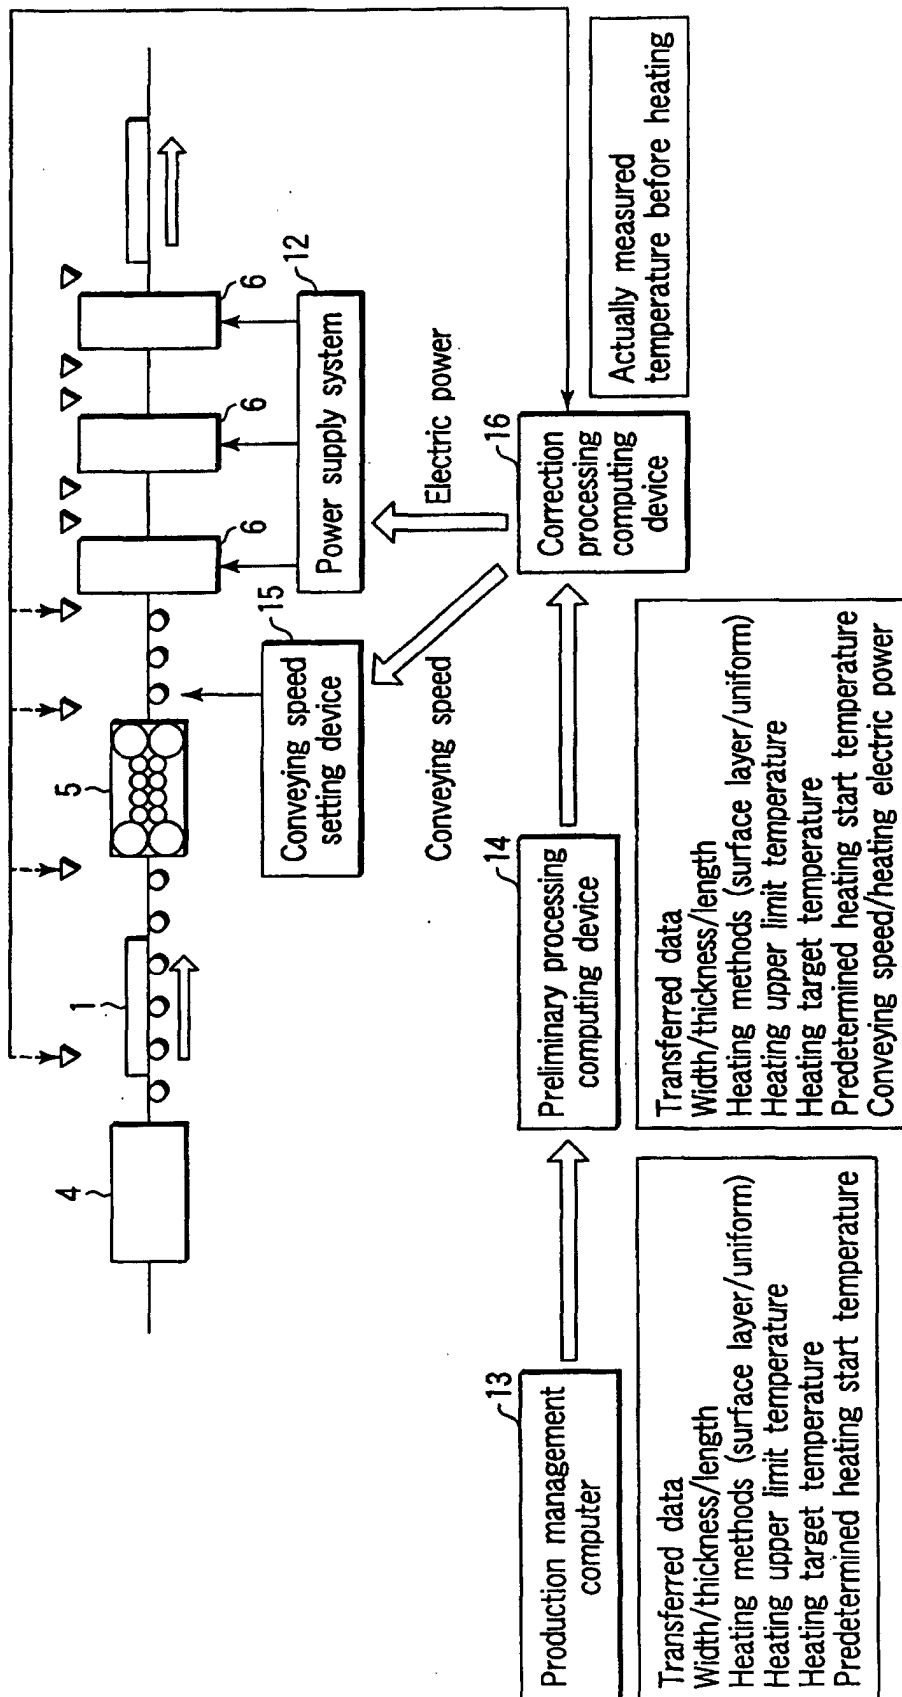 4
1
5
6
6
6
15
Conveying speed
setting device
12
Power supply system
Conveying speed
Electric power
13
Production management
computer
14
Preliminary processing
computing device
16
Correction
processing
computing
device
Actually measured
temperature before heating
Transferred data
Width/thickness/length
Heating methods (surface layer/uniform)
Heating upper limit temperature
Heating target temperature
Predetermined heating start temperature
Transferred data
Width/thickness/length
Heating methods (surface layer/uniform)
Heating upper limit temperature
Heating target temperature
Predetermined heating start temperature
Conveying speed/heating electric power